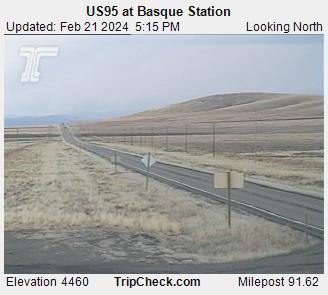 US95 at Basque Station
Updated: Feb 21 2024 5:15 PM Looking North
Elevation 4460 TripCheck.com Milepost 91.62